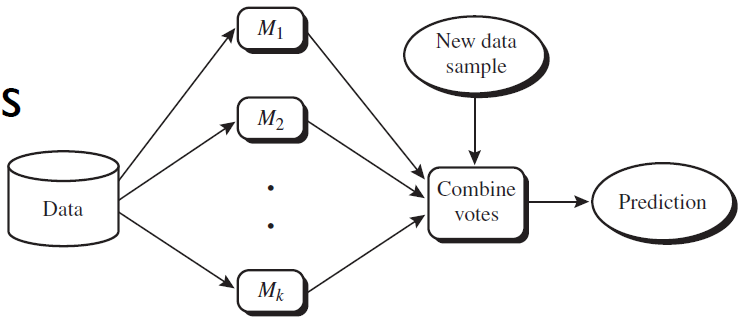 M1
New data
sample
s
M2
Combine
votes
Data
Prediction
Mk